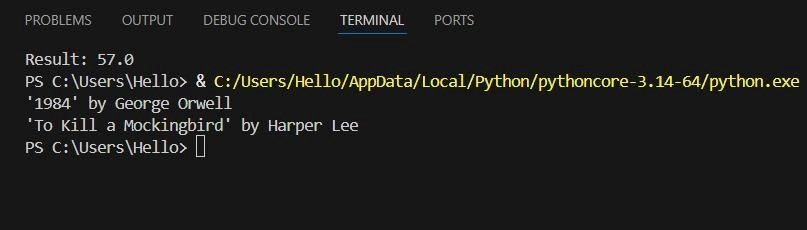 PROBLEMS OUTPUT DEBUG CONSOLE TERMINAL PORTS
Result: 57.0
PS C:\Users\Hello> & C:/Users/Hello/AppData/Local/Python/pythoncore-3.14-64/python.exe
'1984' by George Orwell
'To Kill a Mockingbird' by Harper Lee
PS C:\Users\Hello>